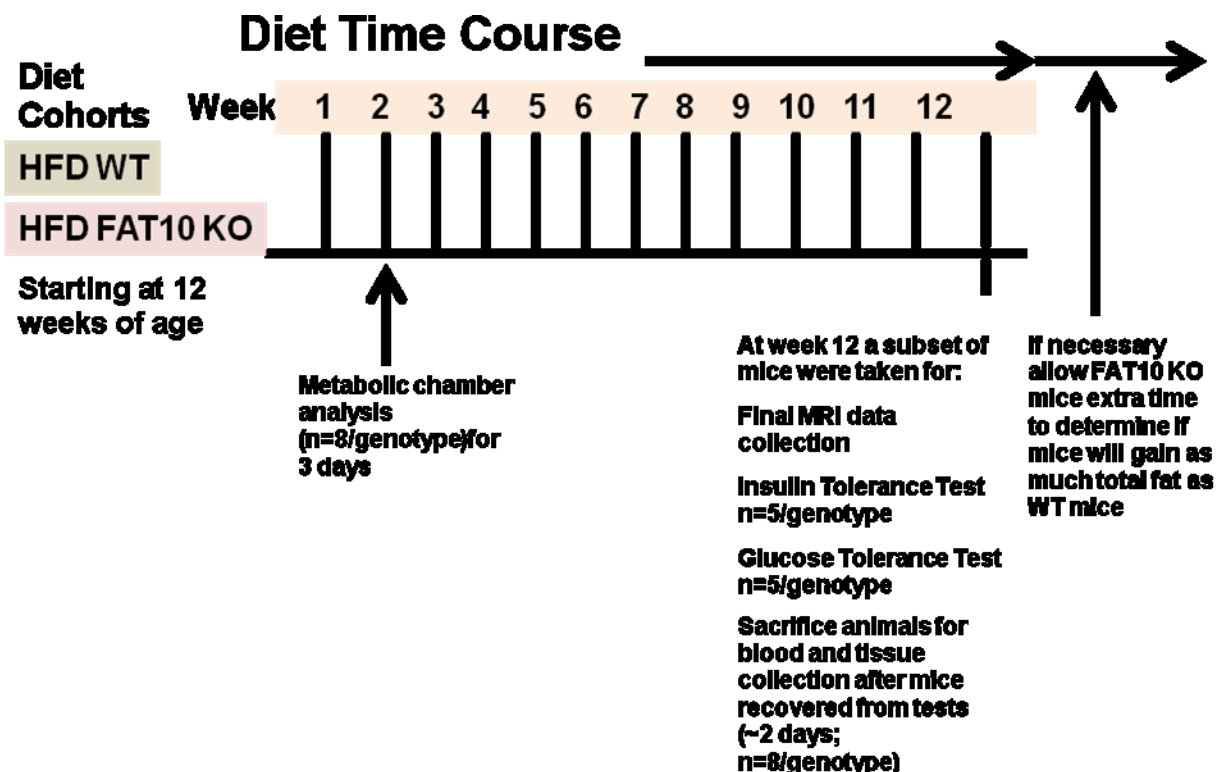 Diet Time Course
Diet
Cohorts
Week 1 2 3 4 5 6 7 8 9 10 11 12
HFD WT
HFD FAT10 KO
Starting at 12
weeks of age
Metabolic chamber
analysis
(n=8/genotype)for
3 days
At week 12 a subset of
mice were taken for:
Final MRI data
collection
Insulin Tolerance Test
n=5/genotype
Glucose Tolerance Test
n=5/genotype
Sacrifice animals for
blood and tissue
collection after mice
recovered from tests
(~2 days;
n=8/genotype)
If necessary
allow FAT10 KO
mice extra time
to determine if
mice will gain as
much total fat as
WT mice